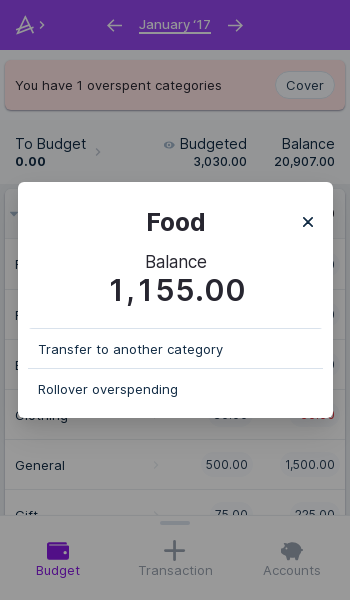 January ‘17
You have 1 overspent categories
Cover
To Budget
Budgeted
Balance
0.00
3,030.00
20,907.00
Food
Balance
1,155.00
Transfer to another category
Rollover overspending
Clothing
General
500.00
1,500.00
Gift
75.00
225.00
Budget
Transaction
Accounts